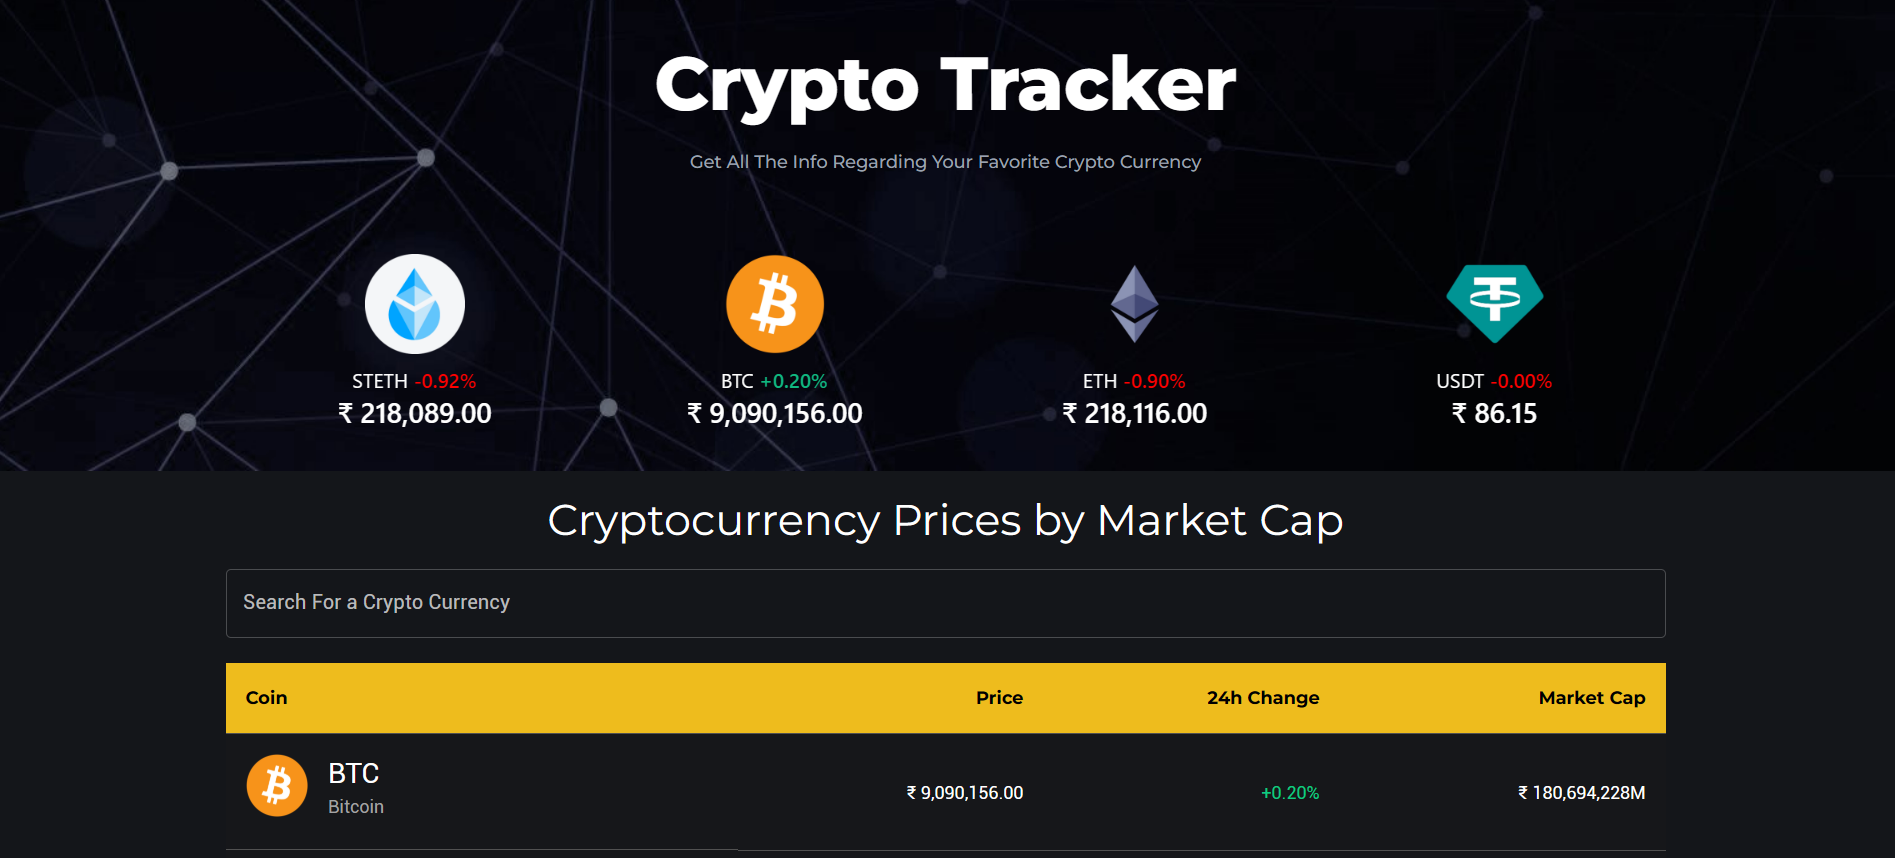 Crypto Tracker
Get All The Info Regarding Your Favorite Crypto Currency
STETH -0.92%
₹ 218,089.00
BTC +0.20%
₹ 9,090,156.00
ETH -0.90%
₹ 218,116.00
USDT -0.00%
₹ 86.15
Cryptocurrency Prices by Market Cap
Search For a Crypto Currency
Coin Price 24h Change Market Cap
BTC
Bitcoin
₹ 9,090,156.00 +0.20% ₹ 180,694,228M